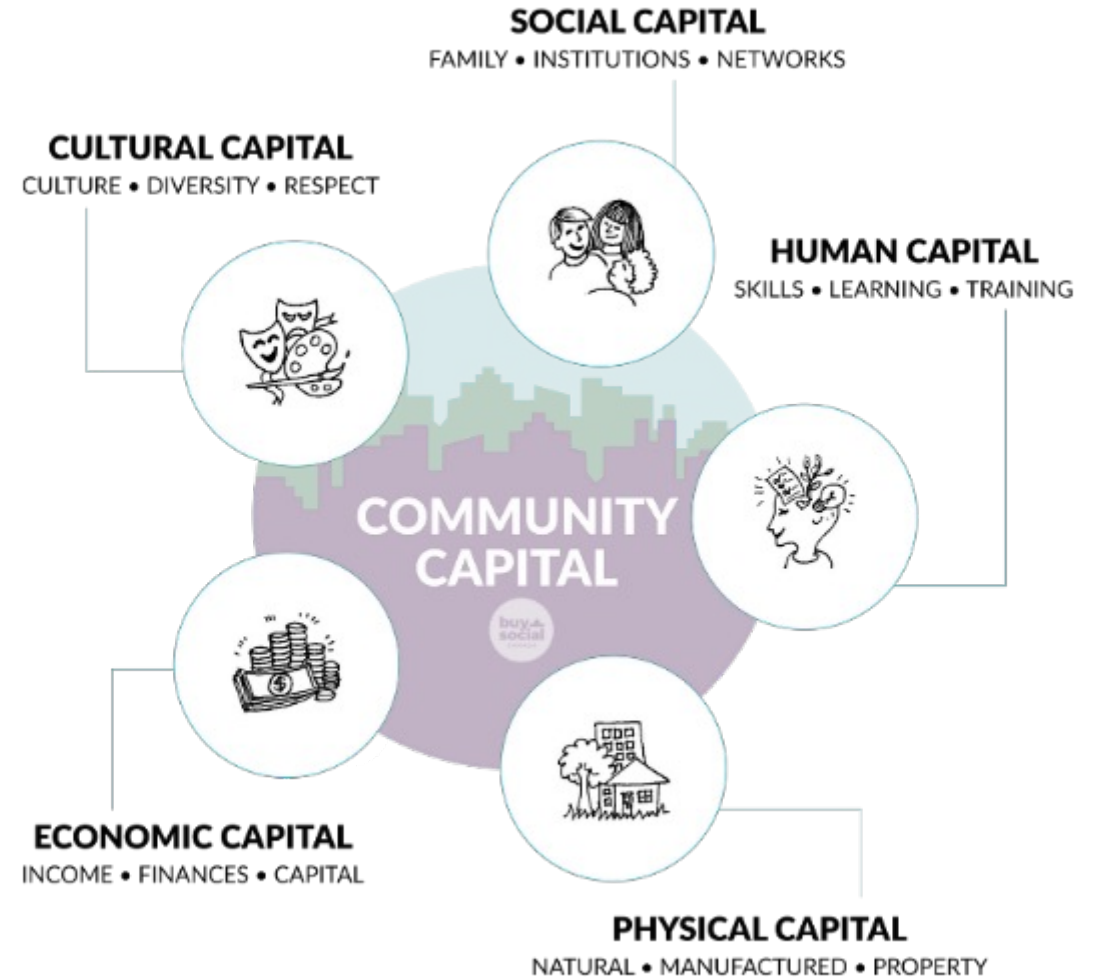 SOCIAL CAPITAL
FAMILY • INSTITUTIONS • NETWORKS
CULTURAL CAPITAL
CULTURE • DIVERSITY • RESPECT
HUMAN CAPITAL
SKILLS • LEARNING • TRAINING
COMMUNITY
CAPITAL
buy
social
ECONOMIC CAPITAL
INCOME • FINANCES • CAPITAL
PHYSICAL CAPITAL
NATURAL • MANUFACTURED • PROPERTY